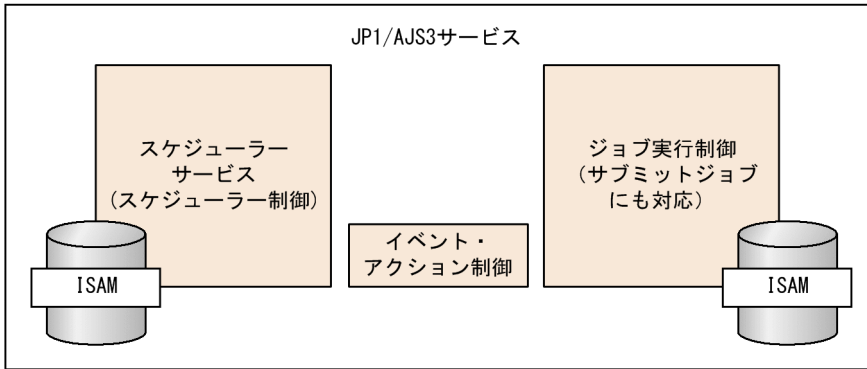 JP1/AJS3サービス
スケジューラー
サービス
(スケジューラー制御)
ジョブ実行制御
(サブミットジョブ
にも対応)
イベント・
アクション制御
ISAM
ISAM